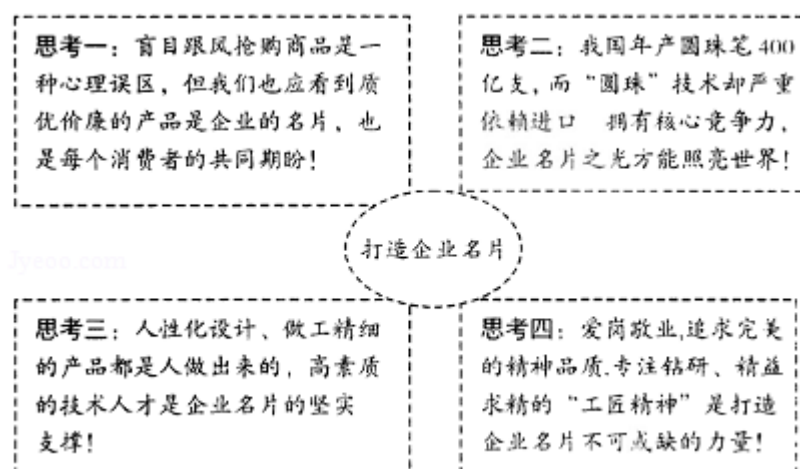 思考一：盲目跟风抢购商品是一
种心理误区，但我们也应看到质
优价廉的产品是企业的名片，也
是每个消费者的共同期盼！
思考二：我国年产圆珠笔400
亿支，而“圆珠”技术却严重
依赖进口 拥有核心竞争力，
企业名片之光方能照亮世界！
打造企业名片
Jyeoo.com
思考三：人性化设计、做工精细
的产品都是人做出来的，高素质
的技术人才是企业名片的坚实
支撑！
思考四：爱岗敬业,追求完美
的精神品质.专注钻研、精益
求精的“工匠精神”是打造
企业名片不可或缺的力量！